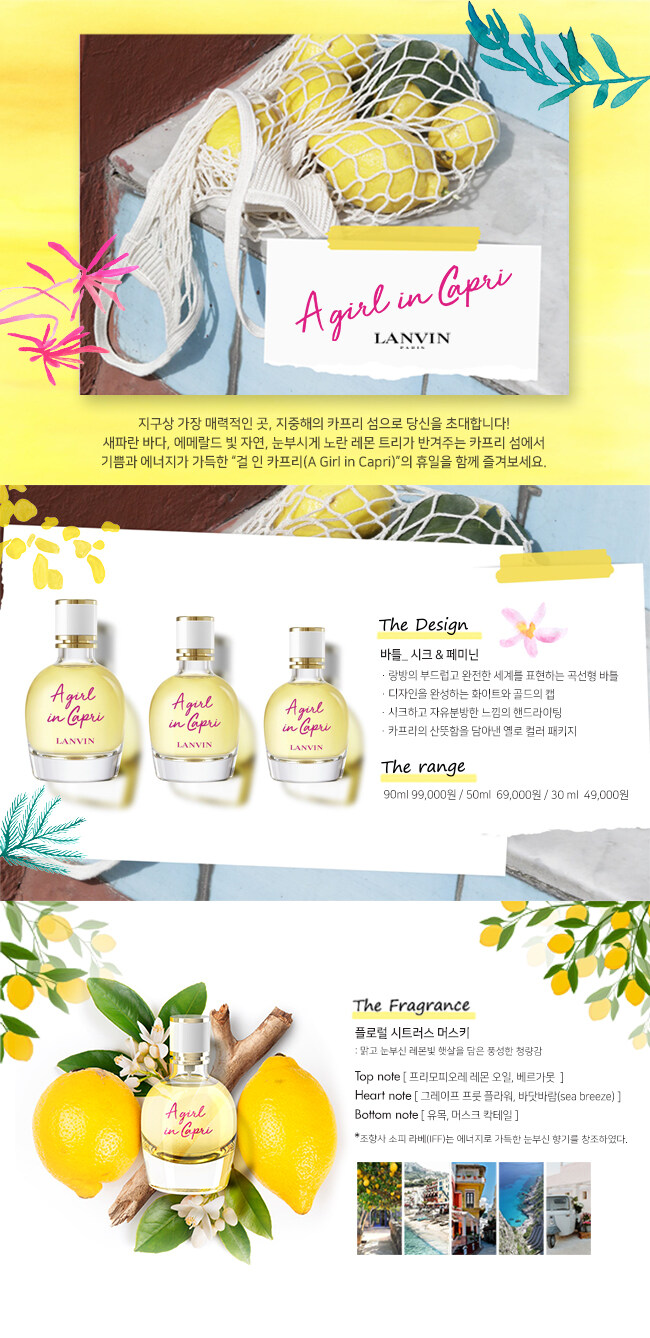 A girl in Capri
LANVIN
PARIS
지구상 가장 매력적인 곳, 지중해의 카프리 섬으로 당신을 초대합니다!
새파란 바다, 에메랄드 빛 자연, 눈부시게 노란 레몬 트리가 반겨주는 카프리 섬에서
기쁨과 에너지가 가득한 “걸 인 카프리(A Girl in Capri)”의 휴일을 함께 즐겨보세요.
A girl
in Capri
LANVIN
A girl
in Capri
LANVIN
A girl
in Capri
LANVIN
The Design
바틀_ 시크 & 페미닌
· 랑방의 부드럽고 완전한 세계를 표현하는 곡선형 바틀
· 디자인을 완성하는 화이트와 골드의 캡
· 시크하고 자유분방한 느낌의 핸드라이팅
· 카프리의 산뜻함을 담아낸 옐로 컬러 패키지
The range
90ml 99,000원 / 50ml 69,000원 / 30 ml 49,000원
The Fragrance
플로럴 시트러스 머스키
: 맑고 눈부신 레몬빛 햇살을 담은 풍성한 청량감
Top note [ 프리모피오레 레몬 오일, 베르가못 ]
Heart note [ 그레이프 프룻 플라워, 바닷바람(sea breeze) ]
Bottom note [ 유목, 머스크 칵테일 ]
*조향사 소피 라베(IFF)는 에너지로 가득한 눈부신 향기를 창조하였다.
A girl
in Capri